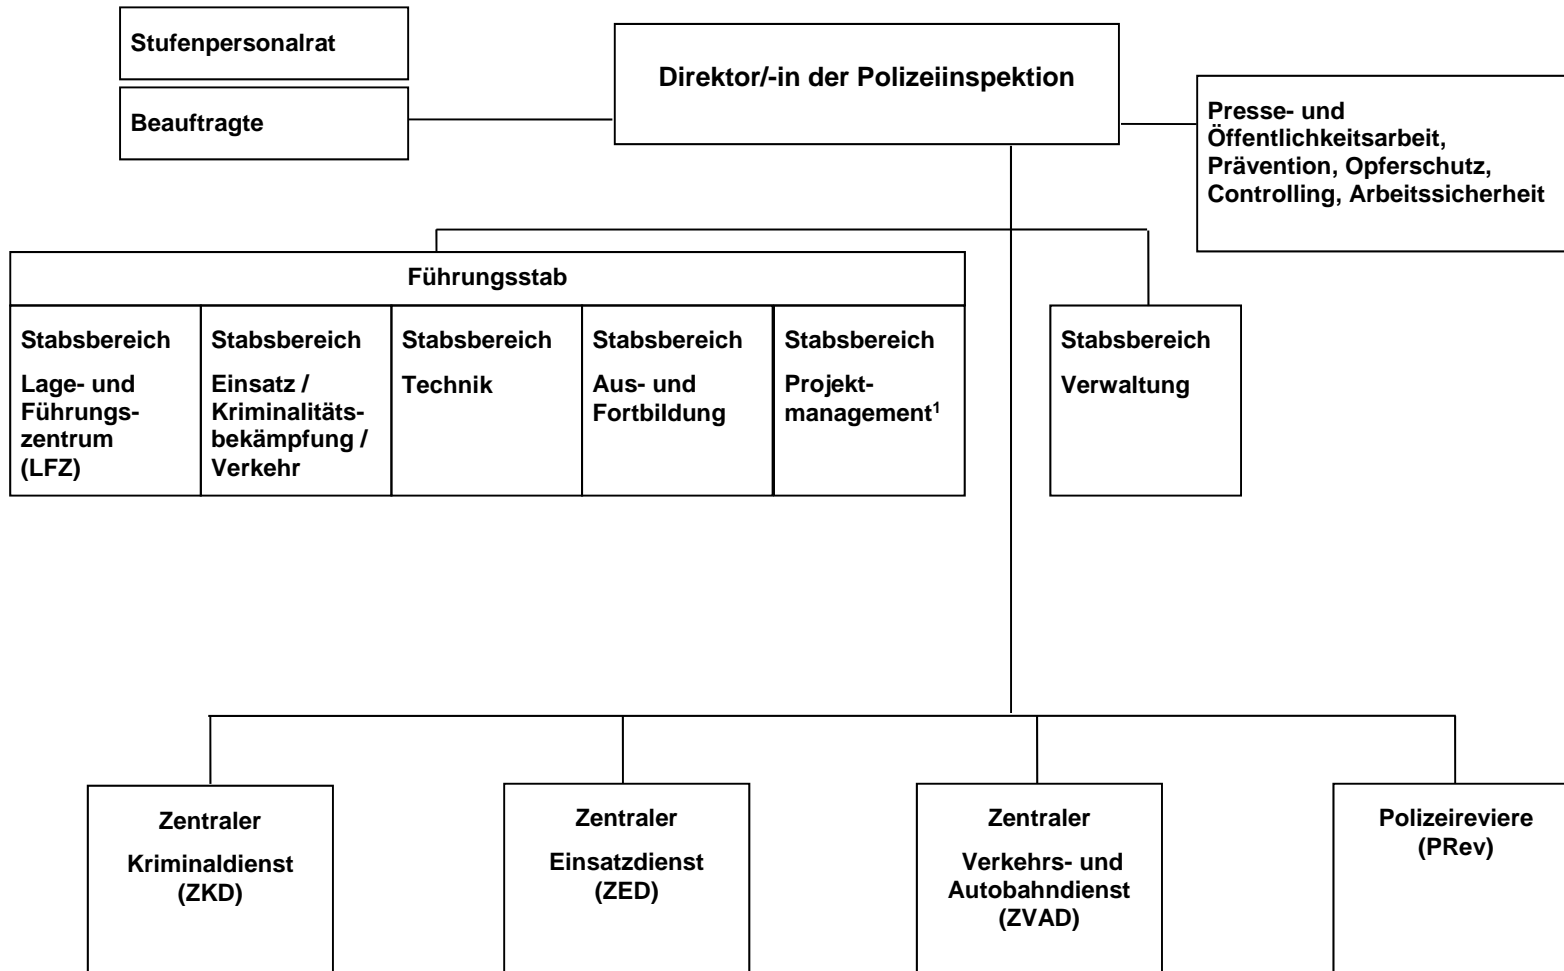 Stufenpersonalrat
Beauftragte
Direktor/-in der Polizeiinspektion
Presse- und
Öffentlichkeitsarbeit,
Prävention, Opferschutz,
Controlling, Arbeitssicherheit
Führungsstab
Stabsbereich
Lage- und
Führungs-
zentrum
(LFZ)
Stabsbereich
Einsatz /
Kriminalitäts-
bekämpfung /
Verkehr
Stabsbereich
Technik
Stabsbereich
Aus- und
Fortbildung
Stabsbereich
Projekt-
management¹
Stabsbereich
Verwaltung
Zentraler
Kriminaldienst
(ZKD)
Zentraler
Einsatzdienst
(ZED)
Zentraler
Verkehrs- und
Autobahndienst
(ZVAD)
Polizeireviere
(PRev)